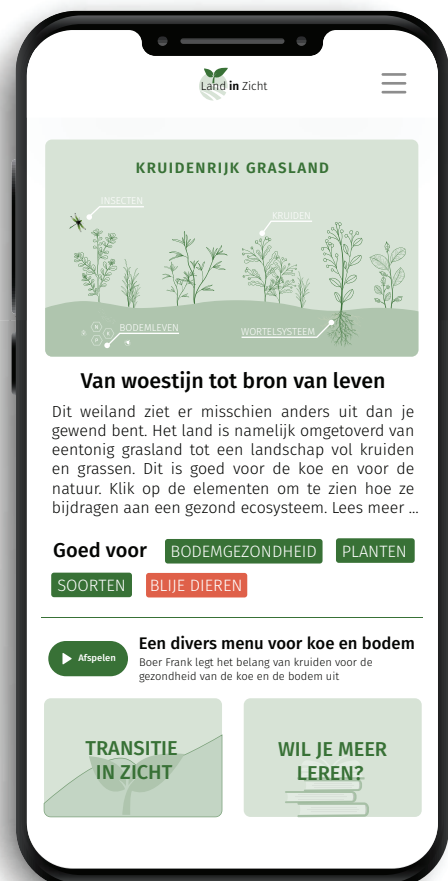 Land in Zicht
KRUIDENRIJK GRASLAND
INSECTEN
KRUIDEN
BODEMLEVEN
WORTELSYSTEEM
Van woestijn tot bron van leven
Dit weiland ziet er misschien anders uit dan je
gewend bent. Het land is namelijk omgetoverd van
eentonig grasland tot een landschap vol kruiden
en grassen. Dit is goed voor de koe en voor de
natuur. Klik op de elementen om te zien hoe ze
bijdragen aan een gezond ecosysteem. Lees meer ...
Goed voor BODEMGEZONDHEID PLANTEN
SOORTEN BLIJE DIEREN
Afspelen
Een divers menu voor koe en bodem
Boer Frank legt het belang van kruiden voor de
gezondheid van de koe en de bodem uit
TRANSITIE
IN ZICHT
WIL JE MEER
LEREN?